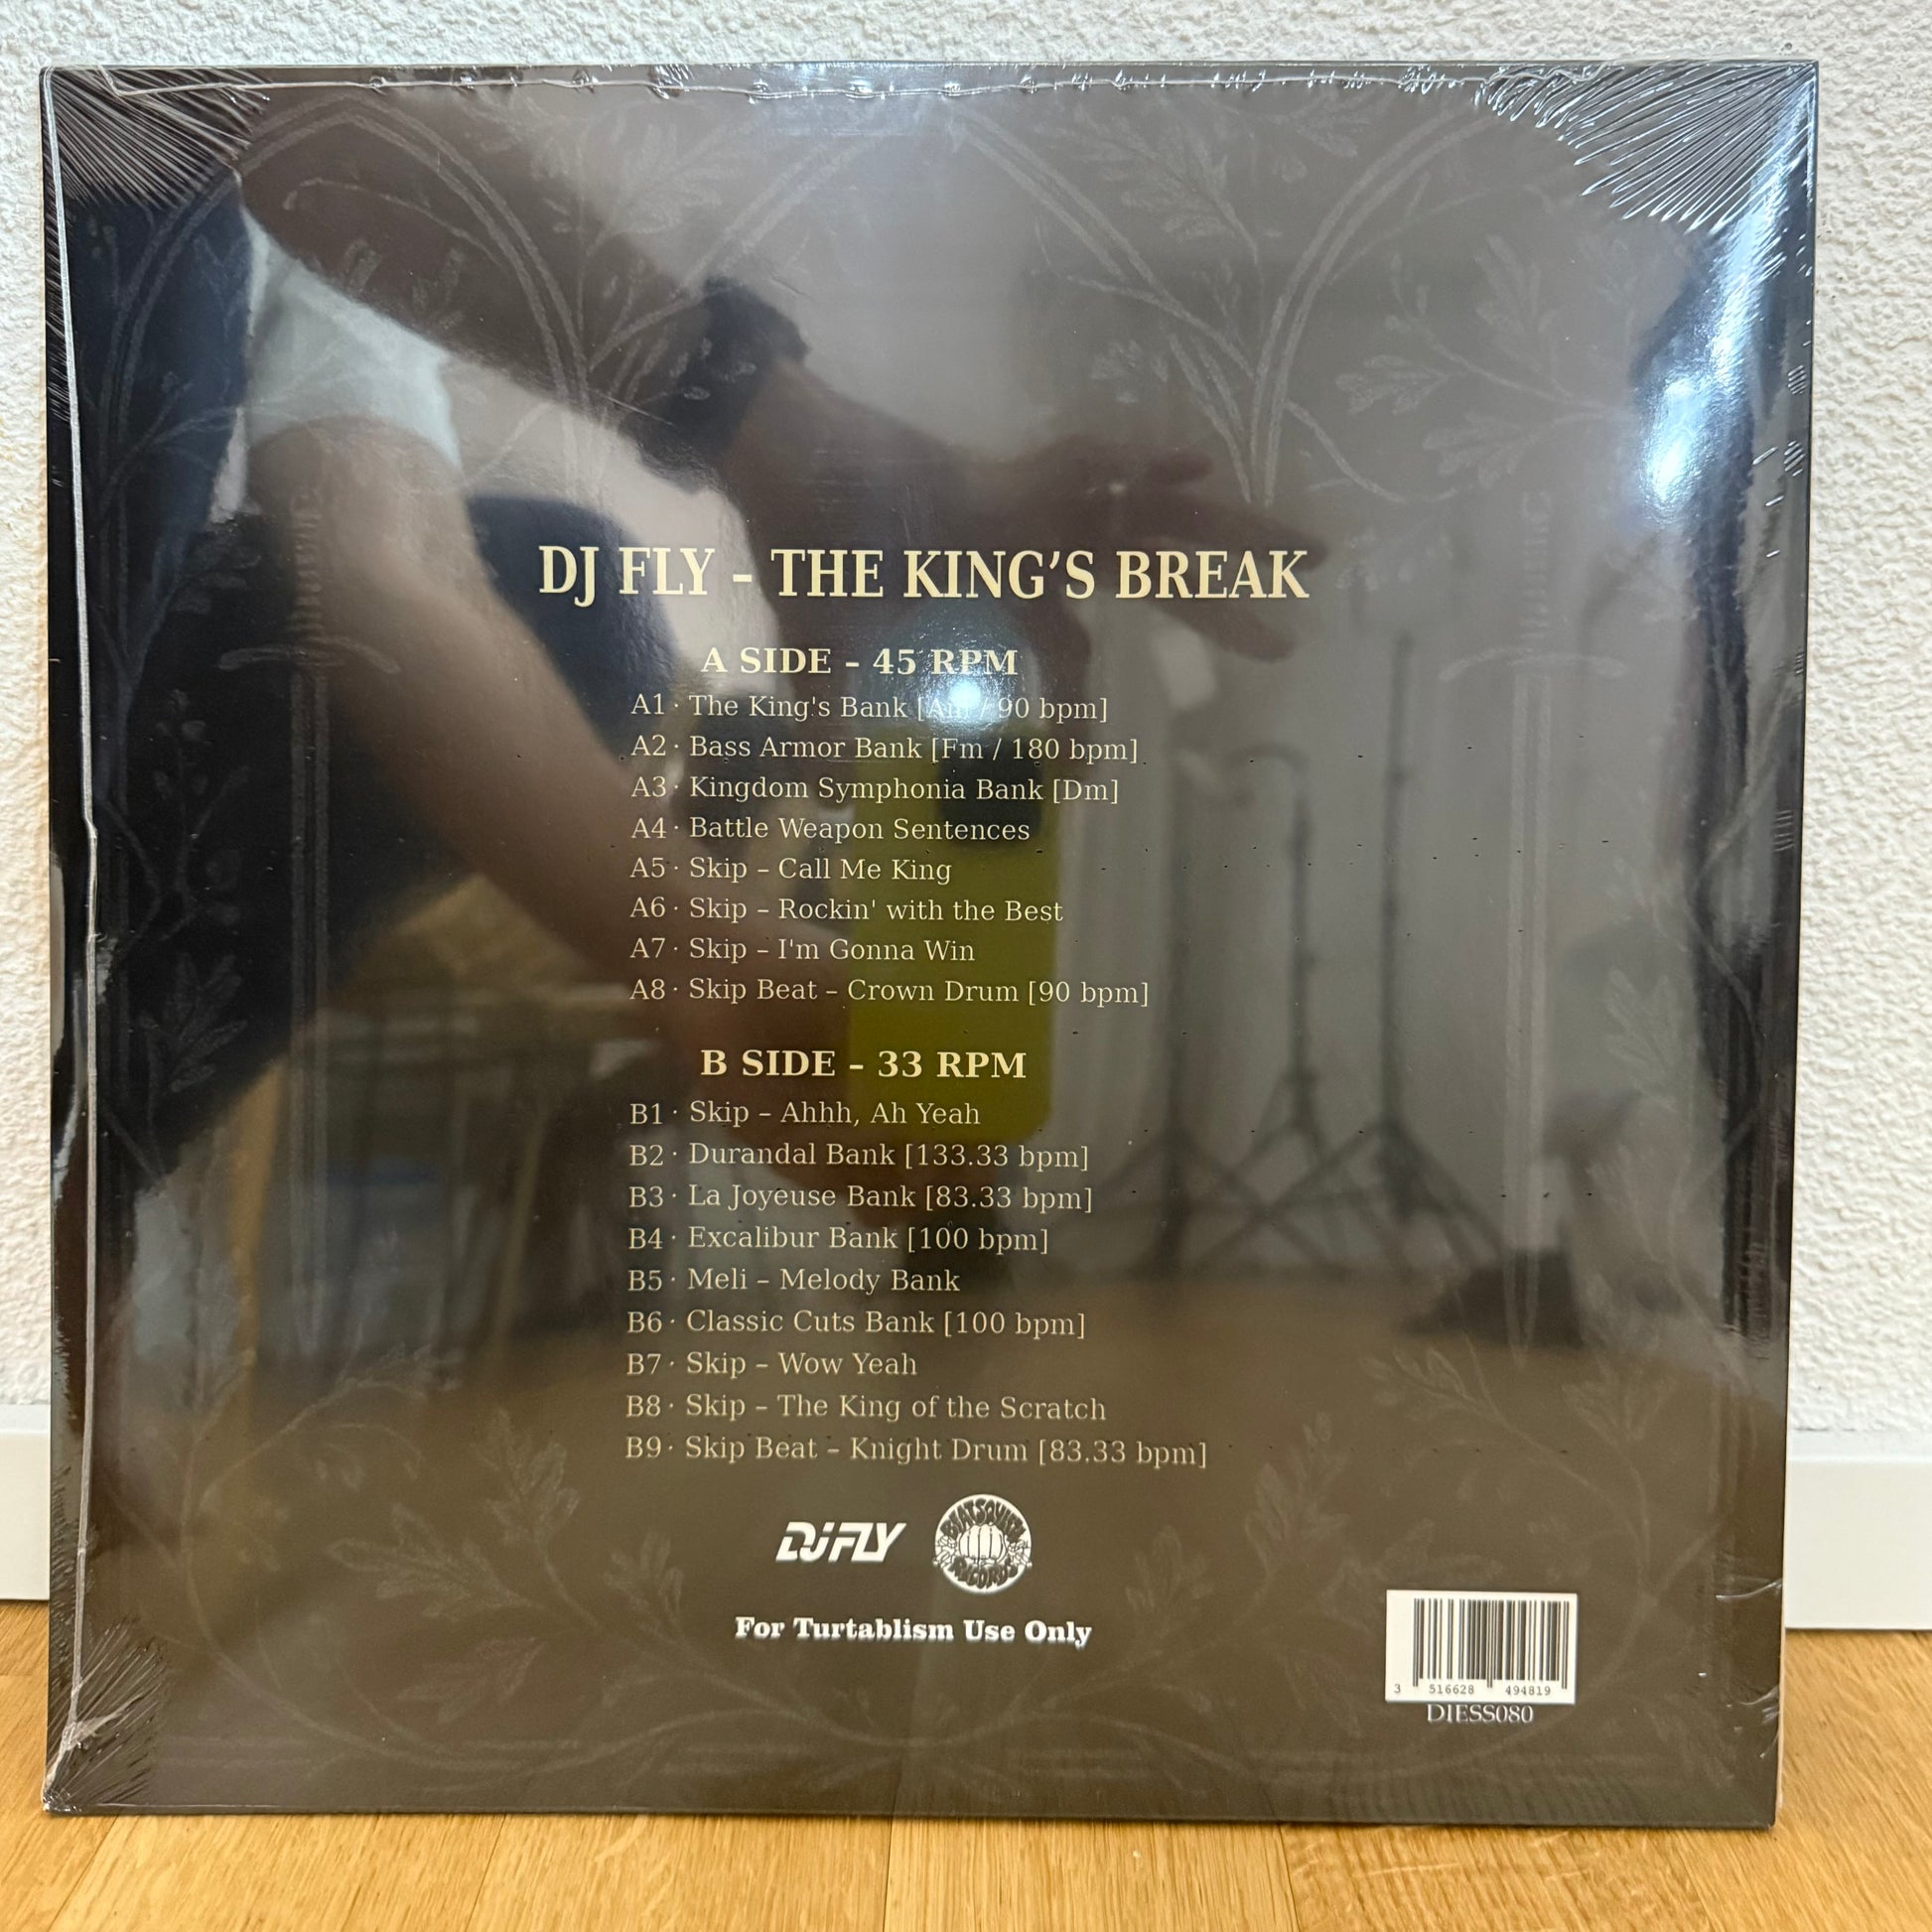 DJ FLY – THE KING’S BREAK
A SIDE – 45 RPM
A1 · The King's Bank [Am / 90 bpm]
A2 · Bass Armor Bank [Fm / 180 bpm]
A3 · Kingdom Symphonia Bank [Dm]
A4 · Battle Weapon Sentences
A5 · Skip – Call Me King
A6 · Skip – Rockin' with the Best
A7 · Skip – I'm Gonna Win
A8 · Skip Beat – Crown Drum [90 bpm]
B SIDE – 33 RPM
B1 · Skip – Ahhh, Ah Yeah
B2 · Durandal Bank [133.33 bpm]
B3 · La Joyeuse Bank [83.33 bpm]
B4 · Excalibur Bank [100 bpm]
B5 · Meli – Melody Bank
B6 · Classic Cuts Bank [100 bpm]
B7 · Skip – Wow Yeah
B8 · Skip – The King of the Scratch
B9 · Skip Beat – Knight Drum [83.33 bpm]
DJ FLY
BEATSQUEEZE RECORDS
For Turtablism Use Only
3 516628 494819
DIESS080